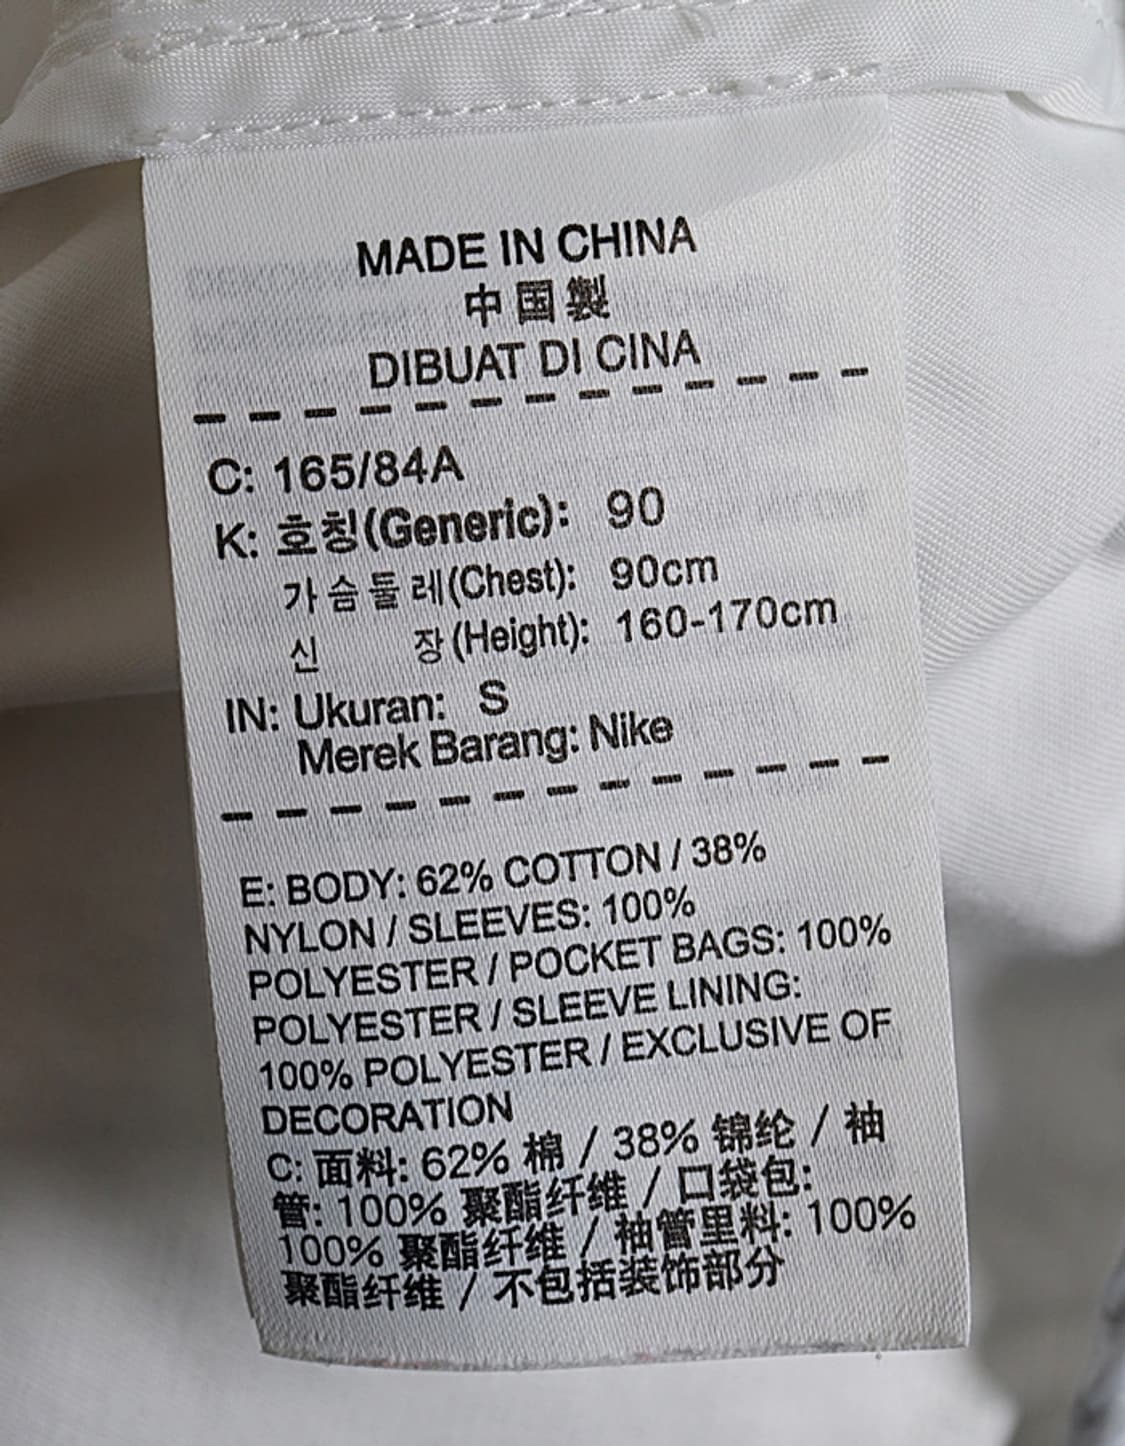 MADE IN CHINA
中国製
DIBUAT DI CINA
C: 165/84A
K: 호칭(Generic): 90
가슴둘레(Chest): 90cm
신 장(Height): 160-170cm
IN: Ukuran: S
Merek Barang: Nike
E: BODY: 62% COTTON / 38%
NYLON / SLEEVES: 100%
POLYESTER / POCKET BAGS: 100%
POLYESTER / SLEEVE LINING:
100% POLYESTER / EXCLUSIVE OF
DECORATION
C: 面料: 62% 棉 / 38% 锦纶 / 袖
管: 100% 聚酯纤维 / 口袋包:
100% 聚酯纤维 / 袖管里料: 100%
聚酯纤维 / 不包括装饰部分